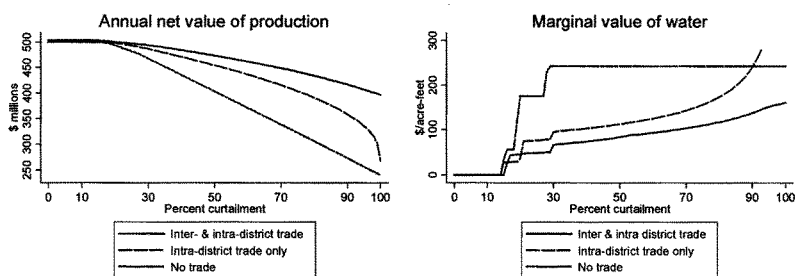 Annual net value of production
$ millions
500
450
400
350
300
250
0 10 30 50 70 90 100
Percent curtailment
Inter- & intra-district trade
Intra-district trade only
No trade
Marginal value of water
$/acre-feet
300
200
100
0
0 10 30 50 70 90 100
Percent curtailment
Inter & intra district trade
Intra-district trade only
No trade